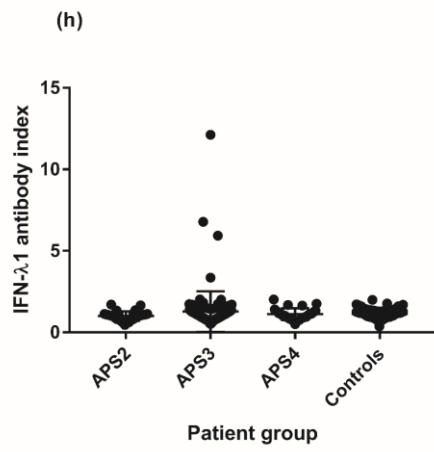 (h)
IFN-λ1 antibody index
15
10
5
0
APS2
APS3
APS4
Controls
Patient group